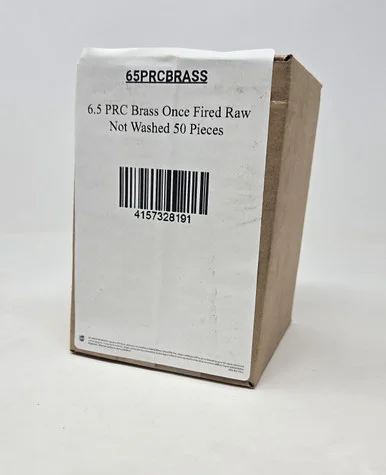 65PRCBRASS
6.5 PRC Brass Once Fired Raw
Not Washed 50 Pieces
4157328191